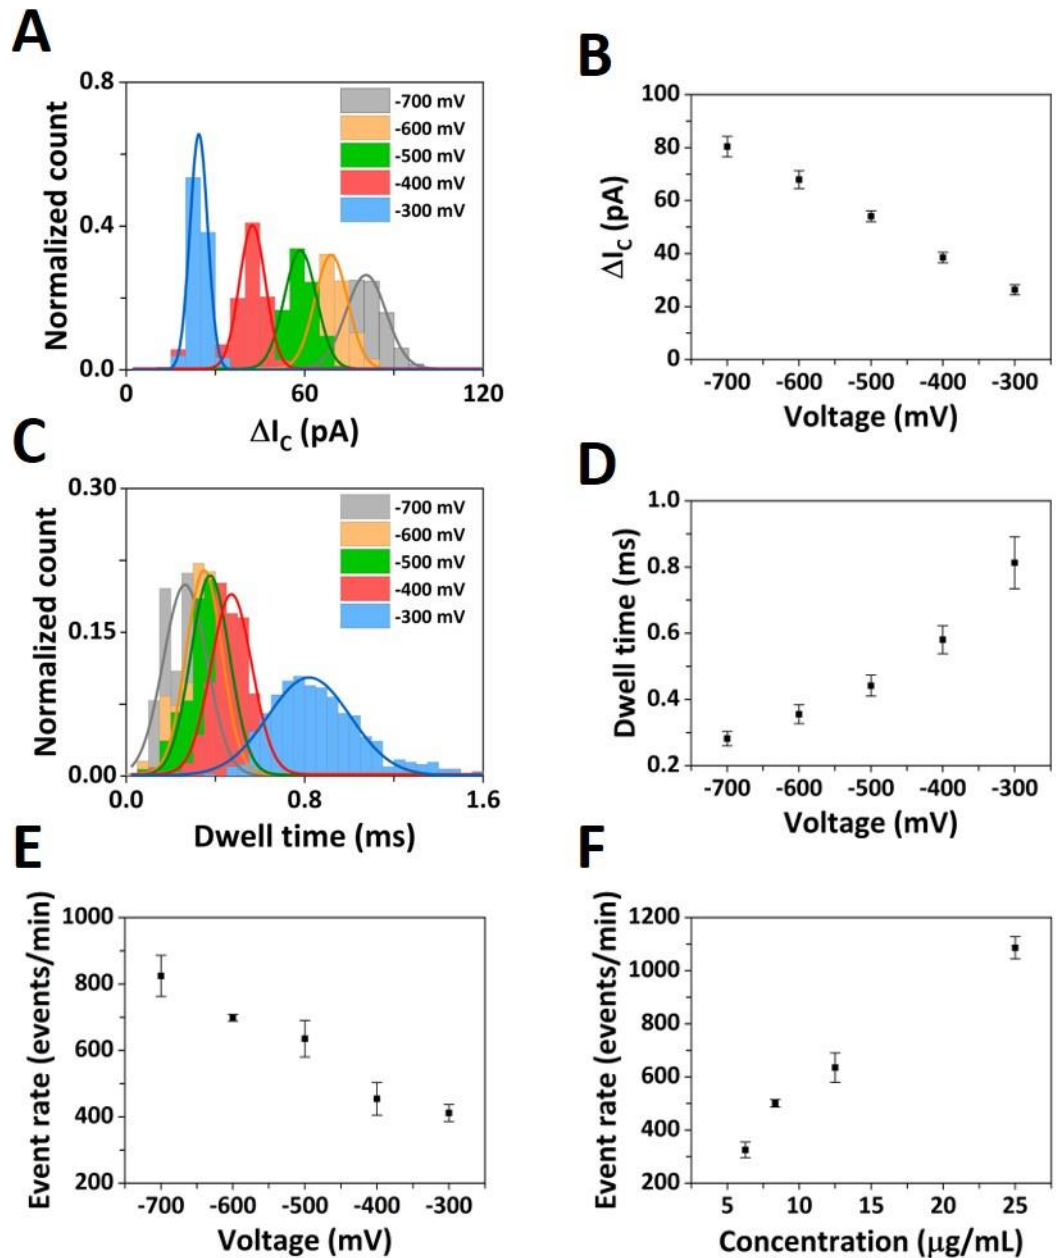 A
0.8
0.4
0.0
Normalized count
-700 mV
-600 mV
-500 mV
-400 mV
-300 mV
0
60
120
ΔI_C (pA)
B
100
80
60
40
20
0
ΔI_C (pA)
-700 -600 -500 -400 -300
Voltage (mV)
C
0.30
0.15
0.00
Normalized count
-700 mV
-600 mV
-500 mV
-400 mV
-300 mV
0.0
0.8
1.6
Dwell time (ms)
D
1.0
0.8
0.6
0.4
0.2
Dwell time (ms)
-700 -600 -500 -400 -300
Voltage (mV)
E
1000
800
600
400
200
Event rate (events/min)
-700 -600 -500 -400 -300
Voltage (mV)
F
1200
1000
800
600
400
200
Event rate (events/min)
5 10 15 20 25
Concentration (μg/mL)